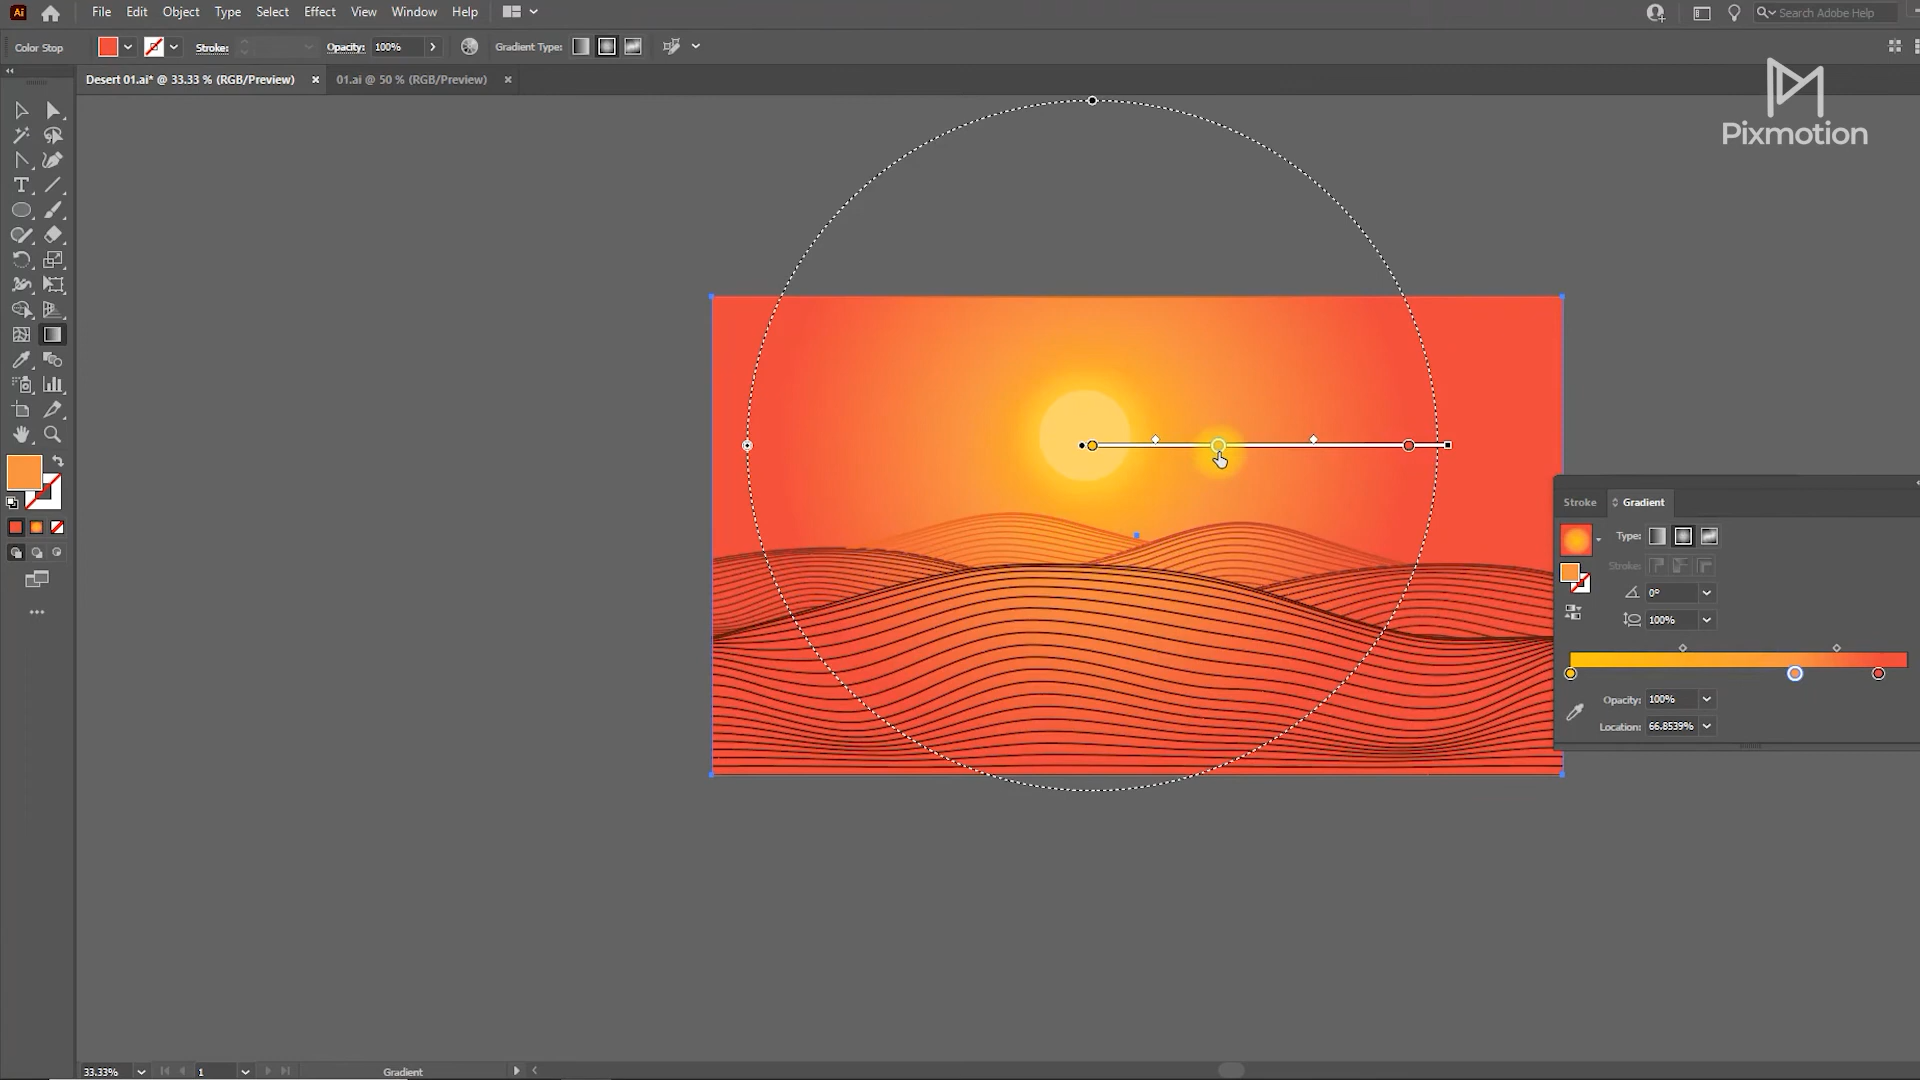 Ai File Edit Object Type Select Effect View Window Help Search Adobe Help
Color Stop Stroke: Opacity: 100% Gradient Type:
Desert 01.ai* @ 33.33 % (RGB/Preview) × 01.ai @ 50 % (RGB/Preview) ×
Pixmotion
Stroke Gradient
Type:
Stroke:
0°
100%
Opacity: 100%
Location: 66.8539%
33.33% 1 Gradient